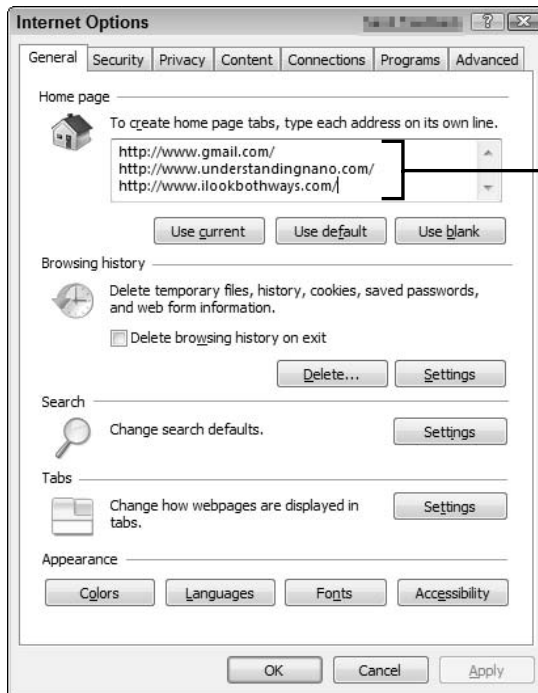 Internet Options
General Security Privacy Content Connections Programs Advanced
Home page
To create home page tabs, type each address on its own line.
http://www.gmail.com/
http://www.understandingnano.com/
http://www.ilookbothways.com/
Use current Use default Use blank
Browsing history
Delete temporary files, history, cookies, saved passwords,
and web form information.
Delete browsing history on exit
Delete... Settings
Search
Change search defaults. Settings
Tabs
Change how webpages are displayed in Settings
tabs.
Appearance
Colors Languages Fonts Accessibility
OK Cancel Apply